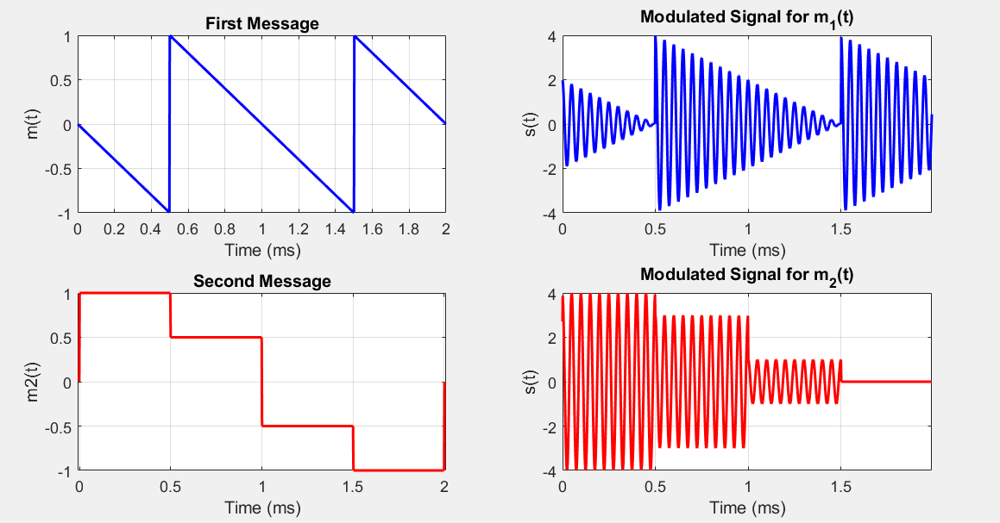 First Message
m(t)
1
0.5
0
-0.5
-1
0 0.2 0.4 0.6 0.8 1 1.2 1.4 1.6 1.8 2
Time (ms)
Modulated Signal for m1(t)
s(t)
4
2
0
-2
-4
0 0.5 1 1.5
Time (ms)
Second Message
m2(t)
1
0.5
0
-0.5
-1
0 0.5 1 1.5 2
Time (ms)
Modulated Signal for m2(t)
s(t)
4
2
0
-2
-4
0 0.5 1 1.5
Time (ms)